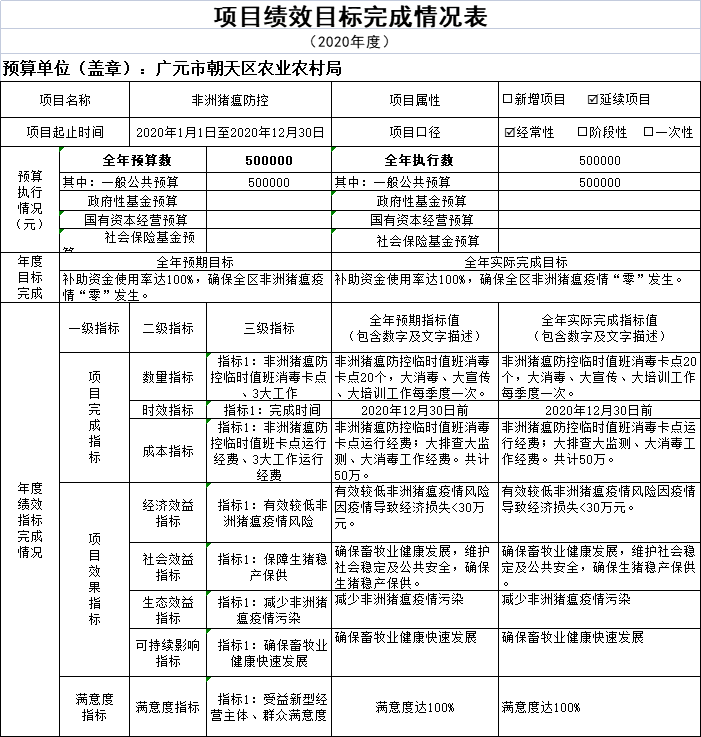 项目绩效目标完成情况表
（2020年度）
预算单位（盖章）：广元市朝天区农业农村局
项目名称 非洲猪瘟防控 项目属性 □新增项目 ☑延续项目
项目起止时间 2020年1月1日至2020年12月30日 项目口径 ☑经常性 □阶段性 □一次性
预算
执行
情况
（元）
全年预算数 500000 全年执行数 500000
其中：一般公共预算 500000 其中：一般公共预算 500000
政府性基金预算 政府性基金预算
国有资本经营预算 国有资本经营预算
社会保险基金预 社会保险基金预算
年度
目标
完成
全年预期目标 全年实际完成目标
补助资金使用率达100%，确保全区非洲猪瘟疫
情“零”发生。
补助资金使用率达100%，确保全区非洲猪瘟疫情“零”发生。
年度
绩效
指标
完成
情况
一级指标 二级指标 三级指标
全年预期指标值
（包含数字及文字描述）
全年实际完成指标值
（包含数字及文字描述）
项
目
完
成
指
标
数量指标
指标1：非洲猪瘟防
控临时值班消毒卡点
、3大工作
非洲猪瘟防控临时值班消毒
卡点20个，大消毒、大宣传
、大培训工作每季度一次。
非洲猪瘟防控临时值班消毒卡点20
个，大消毒、大宣传、大培训工作
每季度一次。
时效指标 指标1：完成时间 2020年12月30日前 2020年12月30日前
成本指标
指标1：非洲猪瘟防
控临时值班卡点运行
经费、3大工作运行
经费
非洲猪瘟防控临时值班消毒
卡点运行经费；大排查大监
测、大消毒工作经费。共计
50万。
非洲猪瘟防控临时值班消毒卡点运
行经费；大排查大监测、大消毒工
作经费。共计50万。
项
目
效
果
指
标
经济效益
指标
指标1：有效较低非
洲猪瘟疫情风险
有效较低非洲猪瘟疫情风险
因疫情导致经济损失<30万
元。
有效较低非洲猪瘟疫情风险因疫情
导致经济损失<30万元。
社会效益
指标
指标1：保障生猪稳
产保供
确保畜牧业健康发展，维护
社会稳定及公共安全，确保
生猪稳产保供。
确保畜牧业健康发展，维护社会稳
定及公共安全，确保生猪稳产保供
。
生态效益
指标
指标1：减少非洲猪
瘟疫情污染
减少非洲猪瘟疫情污染
减少非洲猪瘟疫情污染
可持续影响
指标
指标1：确保畜牧业
健康快速发展
确保畜牧业健康快速发展
确保畜牧业健康快速发展
满意度
指标
满意度指标
指标1：受益新型经
营主体、群众满意度
满意度达100%
满意度达100%